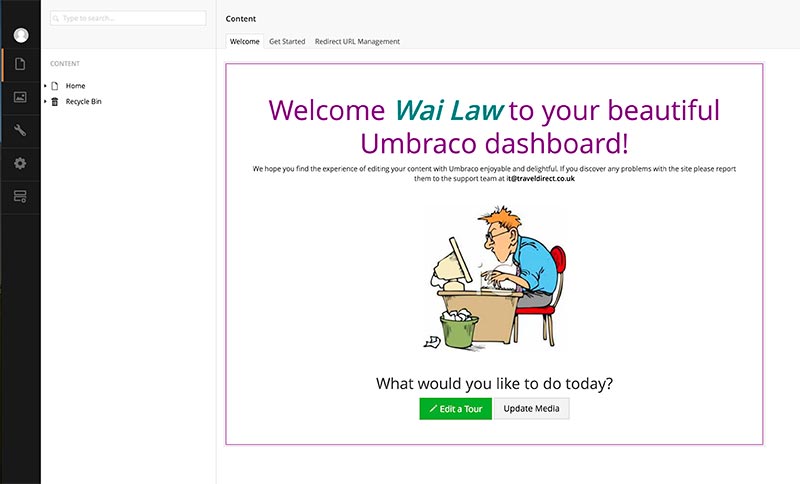 Type to search...
Content
Welcome Get Started Redirect URL Management
CONTENT
Home
Recycle Bin
Welcome Wai Law to your beautiful
Umbraco dashboard!
We hope you find the experience of editing your content with Umbraco enjoyable and delightful. If you discover any problems with the site please report
them to the support team at it@traveldirect.co.uk
What would you like to do today?
Edit a Tour Update Media